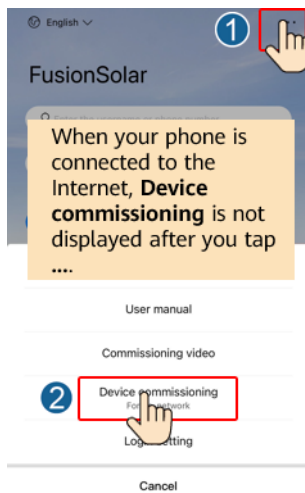 English
1
FusionSolar
When your phone is
connected to the
Internet, Device
commissioning is not
displayed after you tap
....
User manual
Commissioning video
Device commissioning
2
network
setting
Cancel